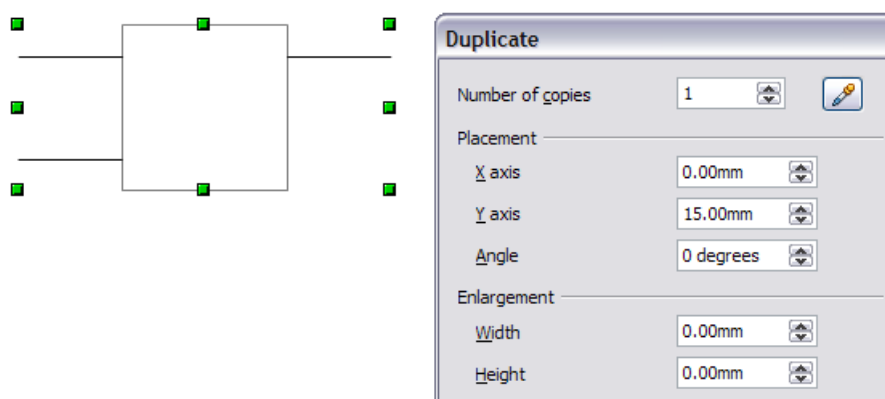 Duplicate
Number of copies 1
Placement
X axis 0.00mm
Y axis 15.00mm
Angle 0 degrees
Enlargement
Width 0.00mm
Height 0.00mm